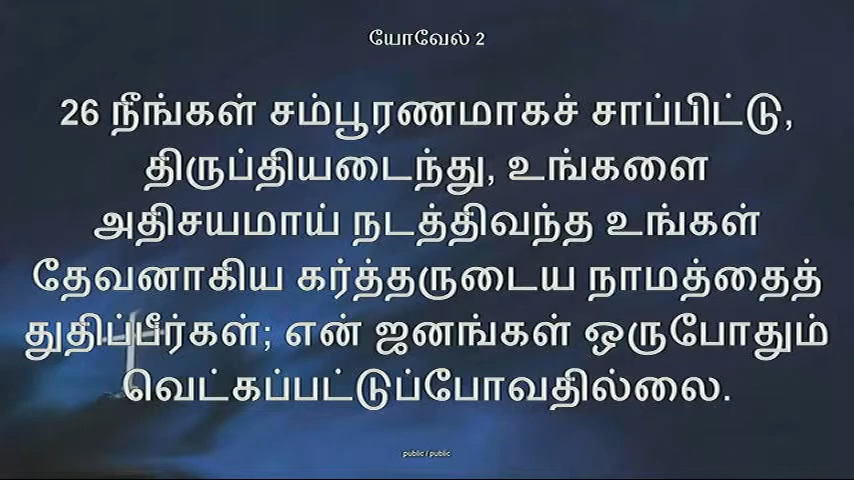 யோவேல் 2
26 நீங்கள் சம்பூரணமாகச் சாப்பிட்டு,
திருப்தியடைந்து, உங்களை
அதிசயமாய் நடத்திவந்த உங்கள்
தேவனாகிய கர்த்தருடைய நாமத்தைத்
துதிப்பீர்கள்; என் ஜனங்கள் ஒருபோதும்
வெட்கப்பட்டுப்போவதில்லை.
public / public